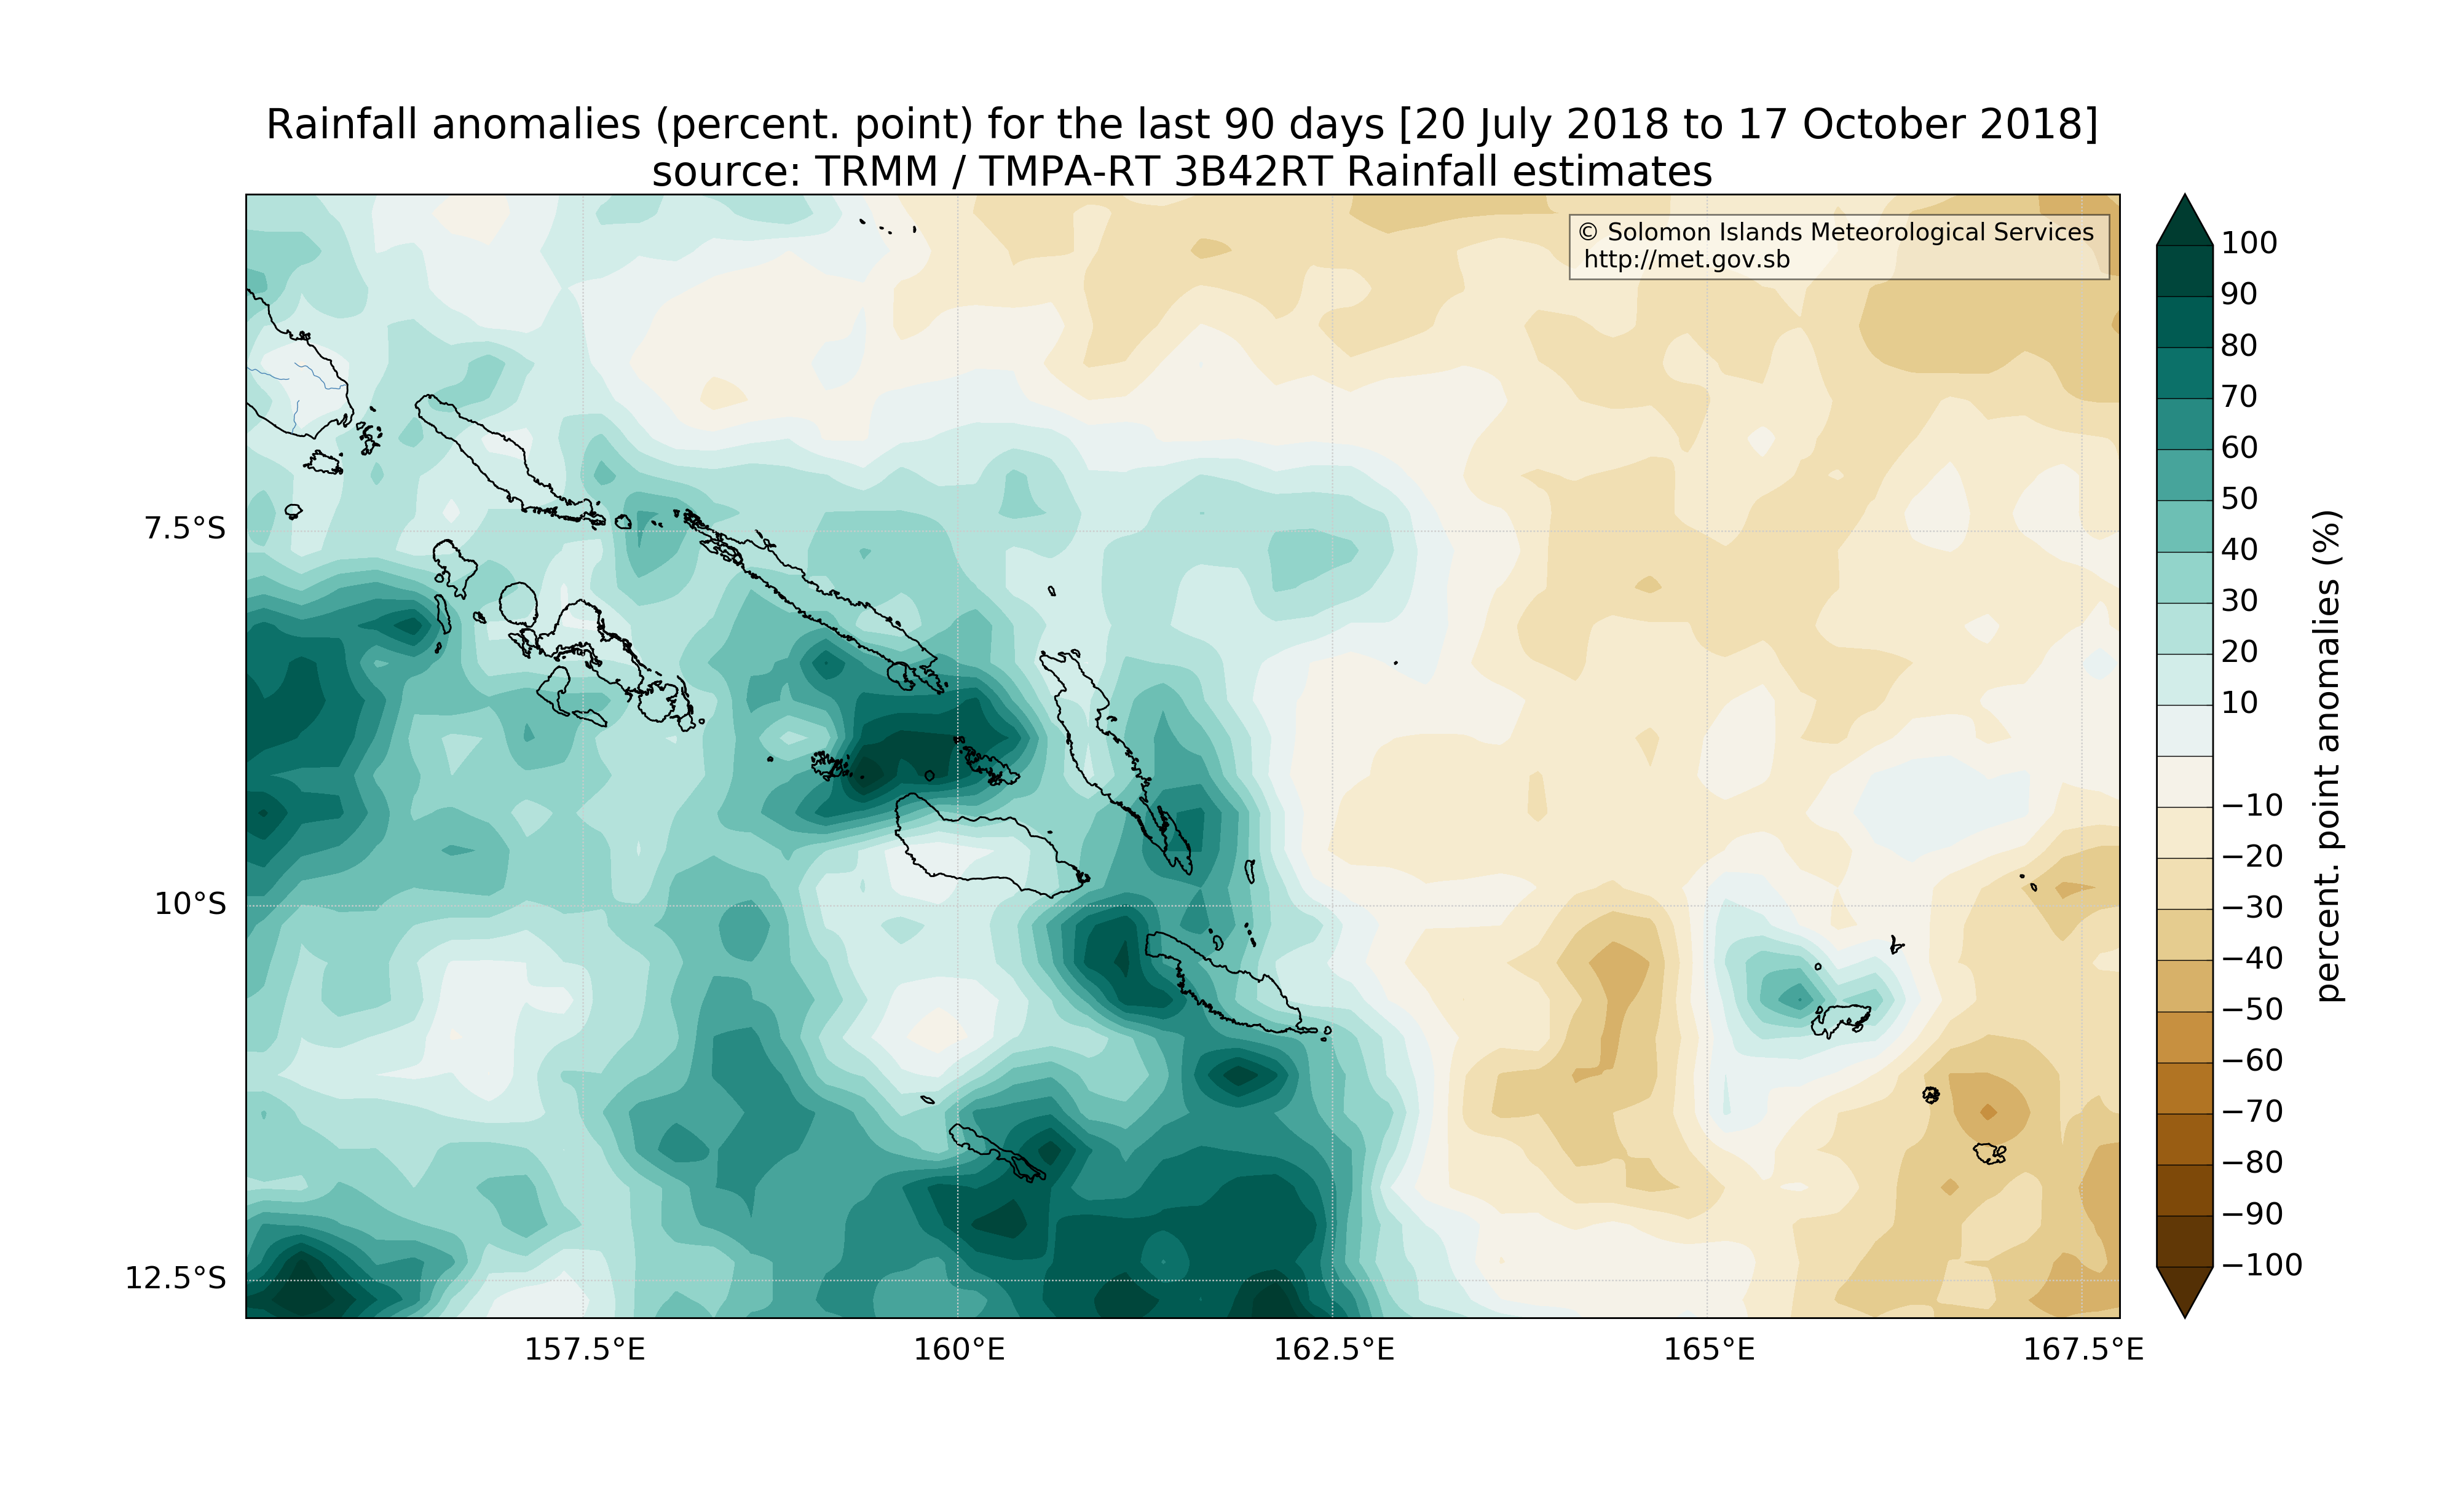 Rainfall anomalies (percent. point) for the last 90 days [20 July 2018 to 17 October 2018]
source: TRMM / TMPA-RT 3B42RT Rainfall estimates
© Solomon Islands Meteorological Services
http://met.gov.sb
7.5°S
10°S
12.5°S
157.5°E
160°E
162.5°E
165°E
167.5°E
100
90
80
70
60
50
40
30
20
10
−10
−20
−30
−40
−50
−60
−70
−80
−90
−100
percent. point anomalies (%)